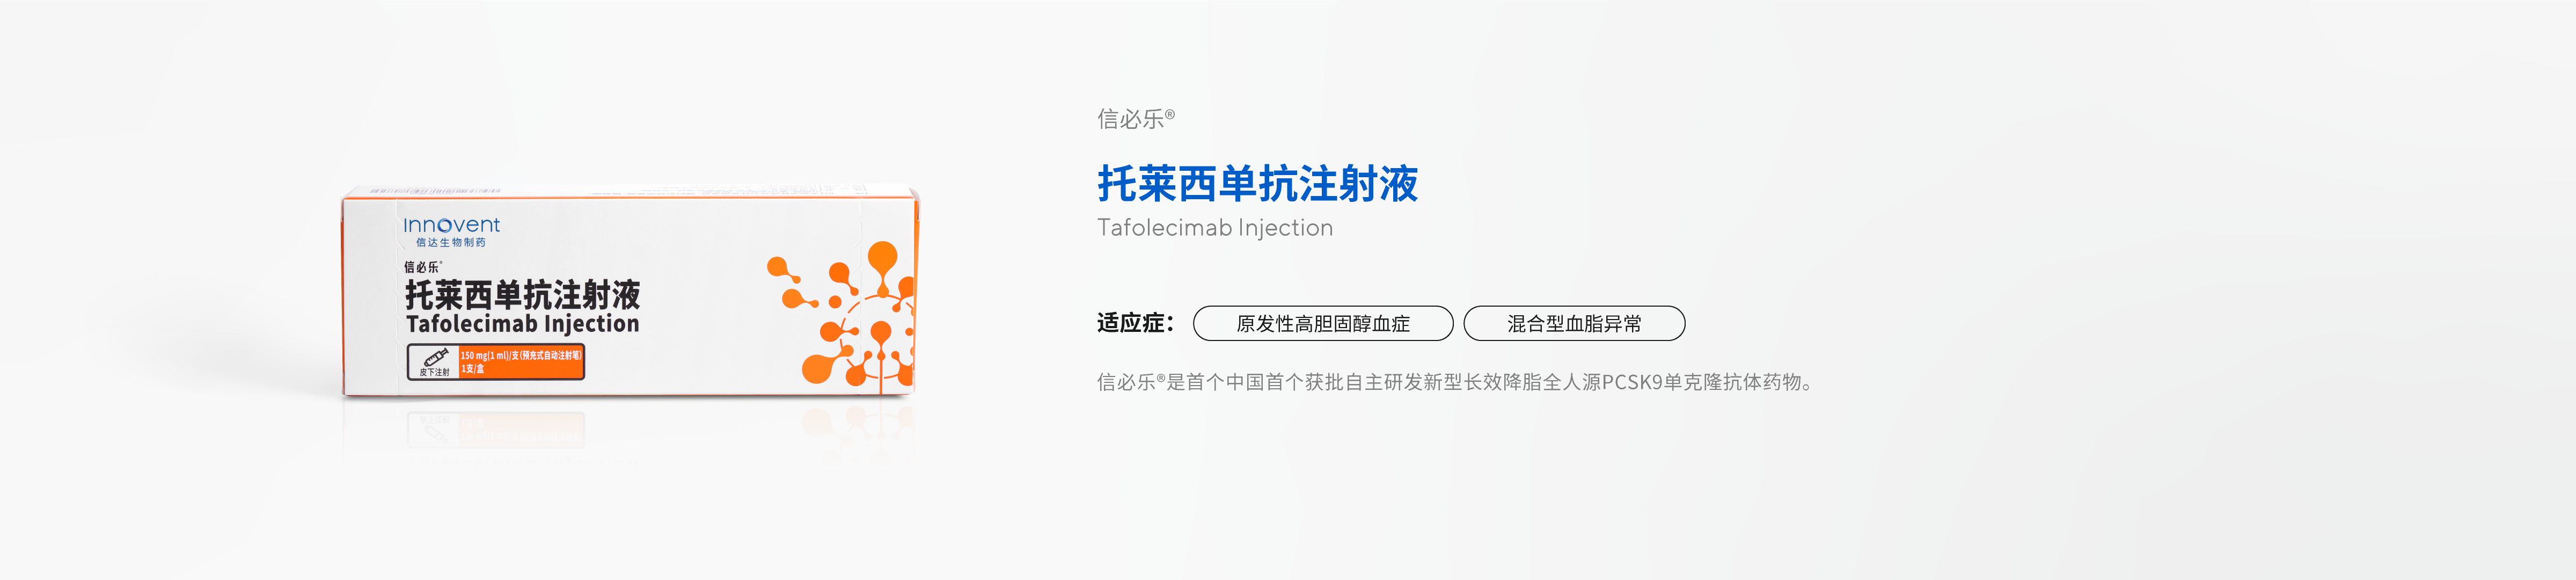 Innovent
信达生物制药
信必乐®
托莱西单抗注射液
Tafolecimab Injection
皮下注射
150 mg(1 ml)/支(预充式自动注射笔)
1支/盒
信必乐®
托莱西单抗注射液
Tafolecimab Injection
适应症： 原发性高胆固醇血症 混合型血脂异常
信必乐®是首个中国首个获批自主研发新型长效降脂全人源PCSK9单克隆抗体药物。